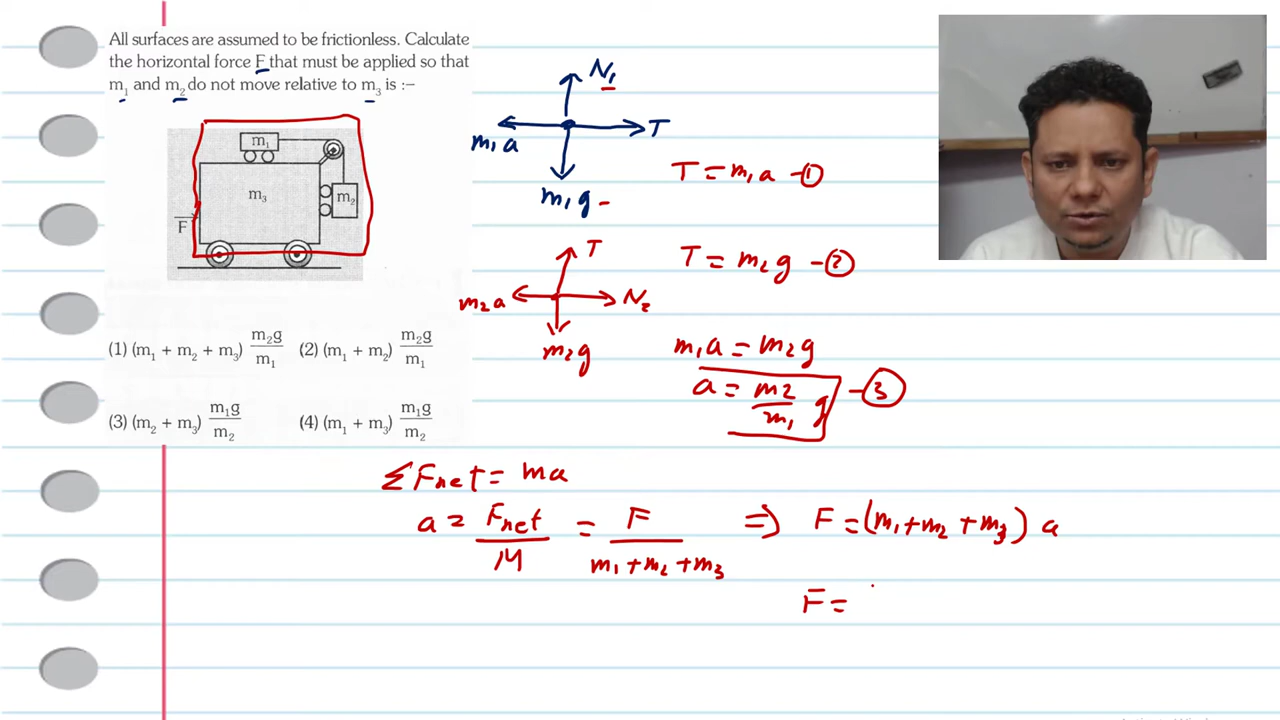 All surfaces are assumed to be frictionless. Calculate
the horizontal force F that must be applied so that
m₁ and m₂ do not move relative to m₃ is :–
m₁
m₃
m₂
F
(1) (m₁ + m₂ + m₃) m₂g/m₁ (2) (m₁ + m₂) m₂g/m₁
(3) (m₂ + m₃) m₁g/m₂ (4) (m₁ + m₃) m₁g/m₂
N₁
m₁a T
m₁g
T = m₁a –①
T
m₂a N₂
m₂g
T = m₂g –②
m₁a = m₂g
a = m₂/m₁ g –③
ΣFnet = ma
a = Fnet/M = F/(m₁+m₂+m₃) ⇒ F = (m₁+m₂+m₃) a
F =